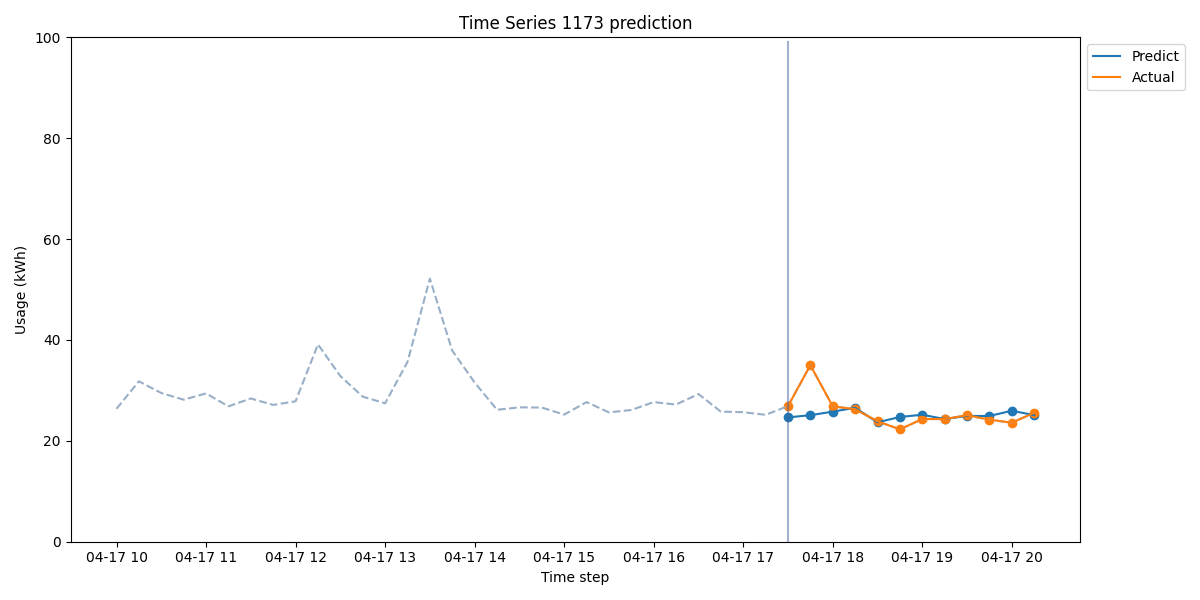 Time Series 1173 prediction
Predict
Actual
Usage (kWh)
100
80
60
40
20
0
04-17 10 04-17 11 04-17 12 04-17 13 04-17 14 04-17 15 04-17 16 04-17 17 04-17 18 04-17 19 04-17 20
Time step